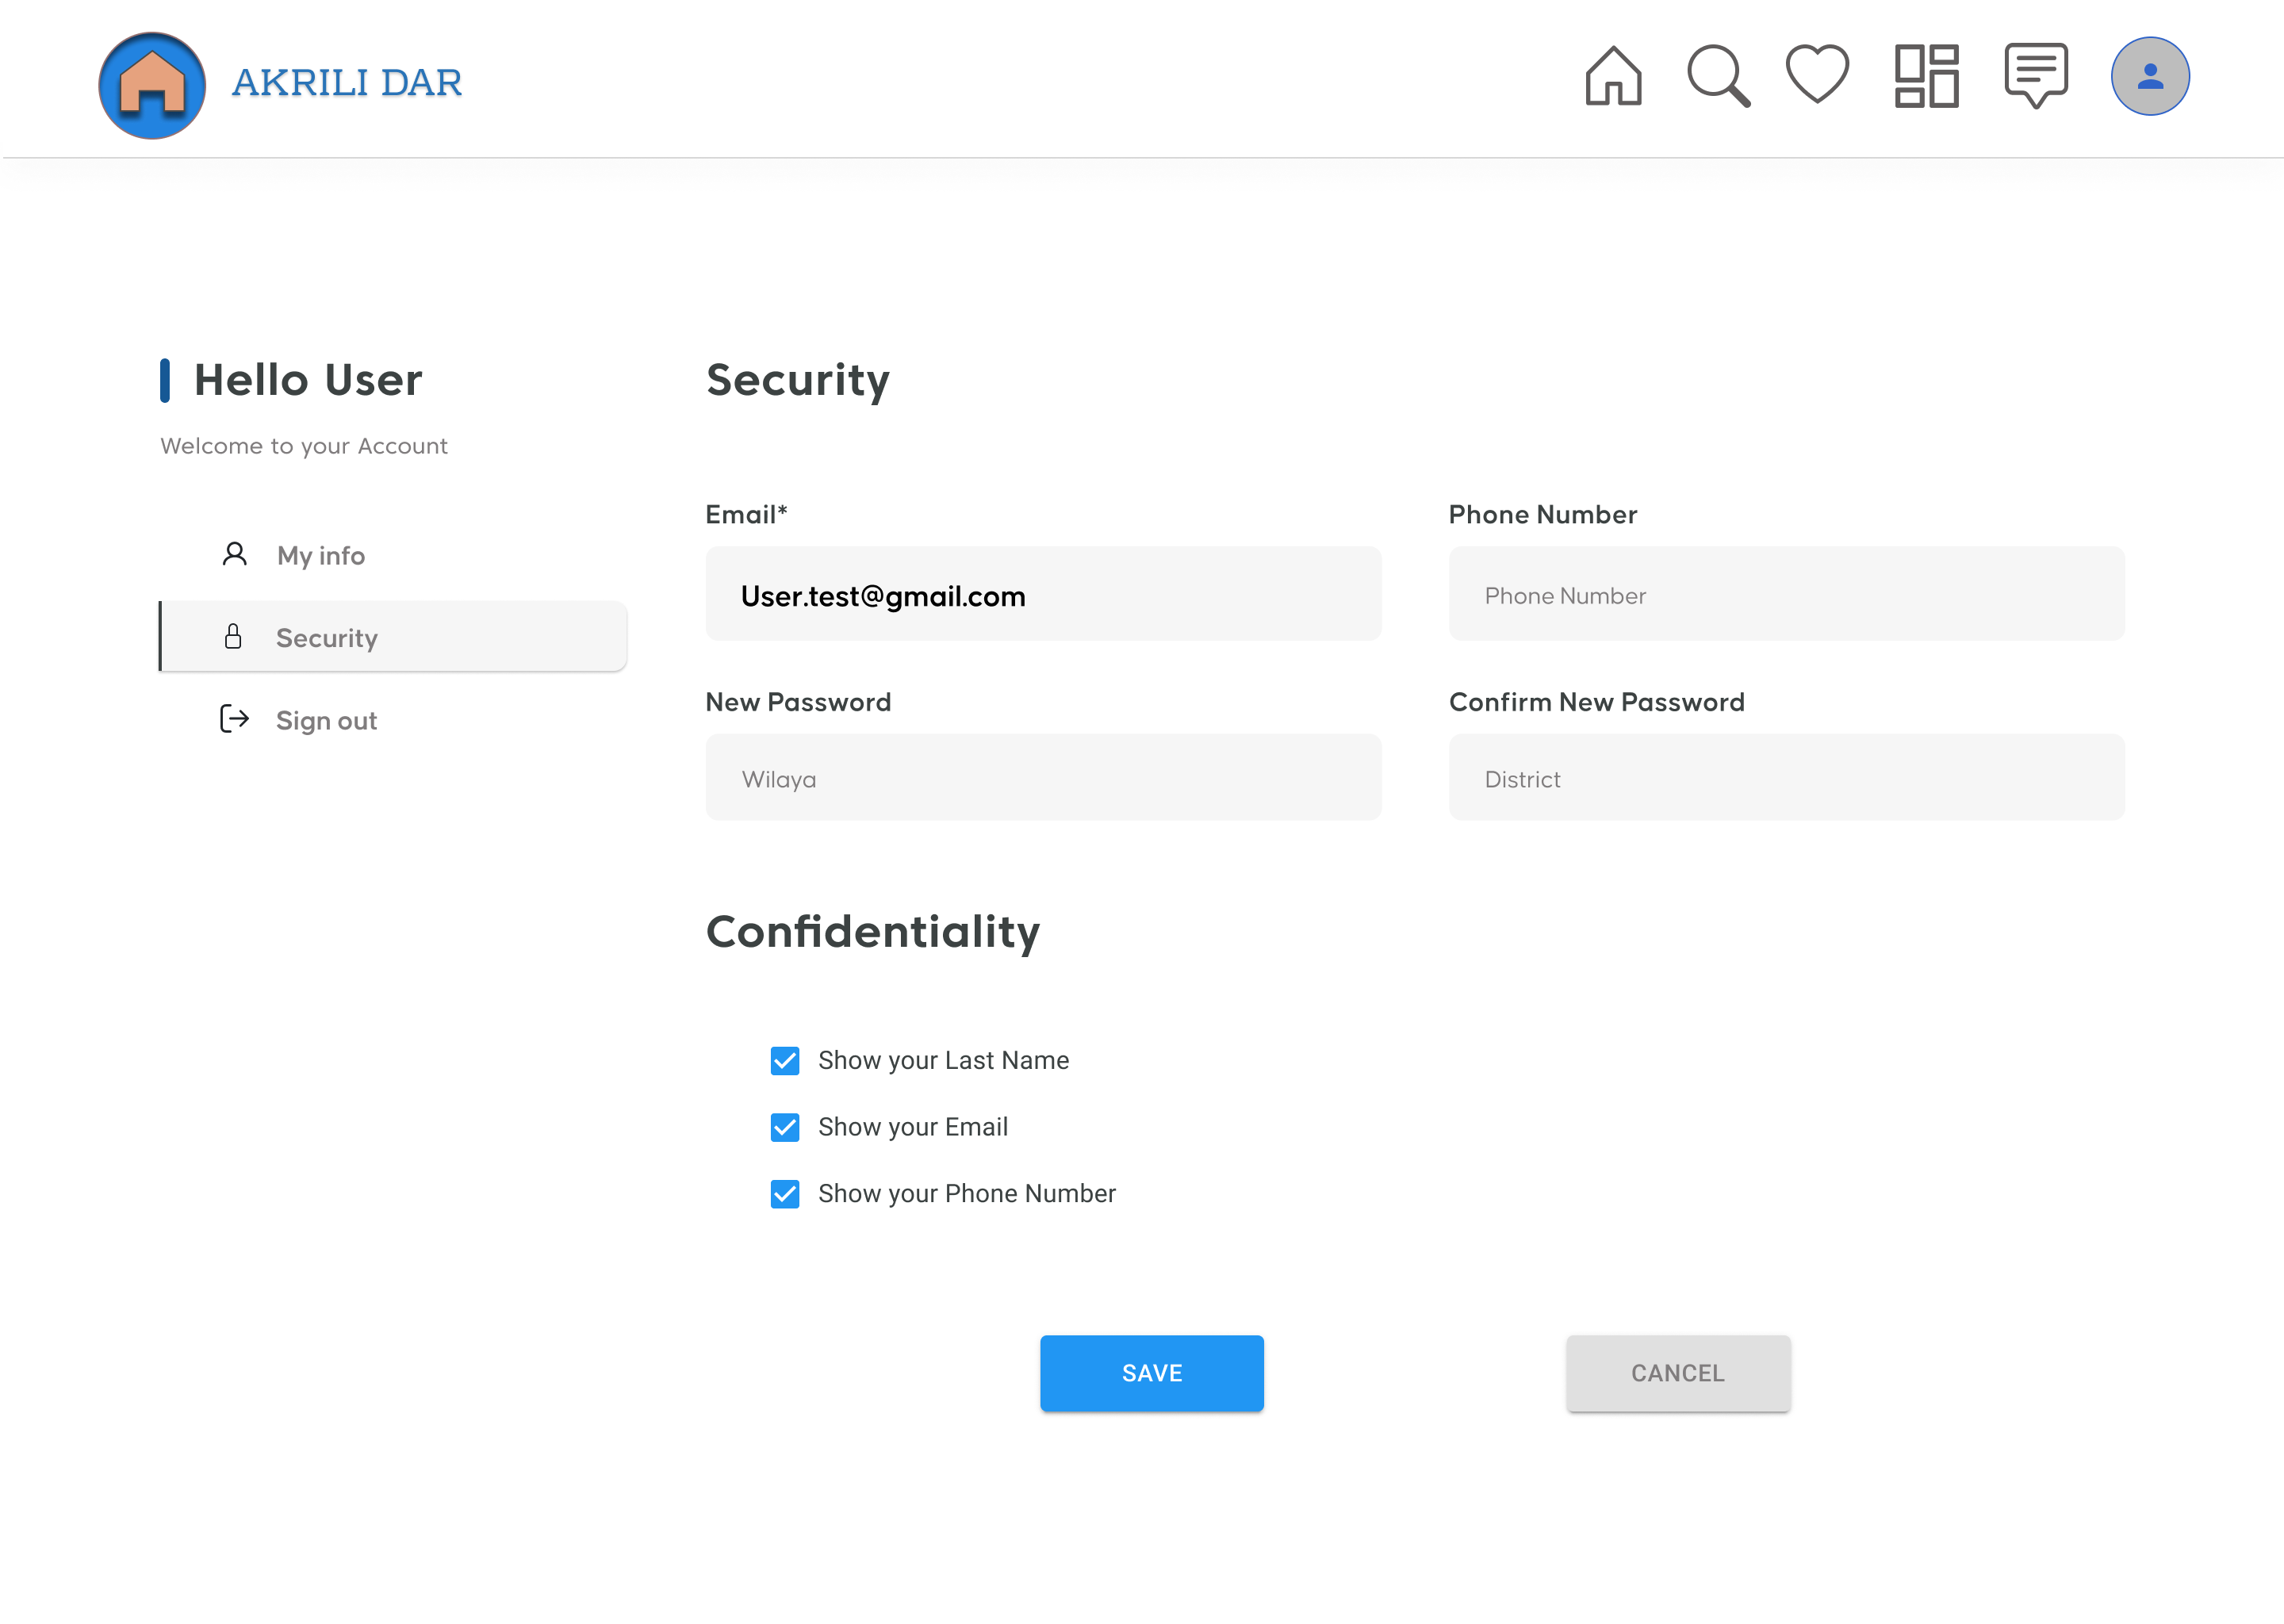 AKRILI DAR
Hello User
Welcome to your Account
My info
Security
Sign out
Security
Email*
Phone Number
User.test@gmail.com
Phone Number
New Password
Confirm New Password
Wilaya
District
Confidentiality
Show your Last Name
Show your Email
Show your Phone Number
SAVE
CANCEL